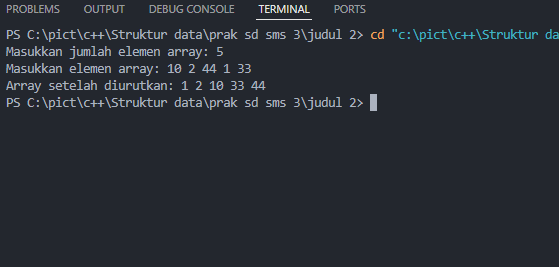 PROBLEMS OUTPUT DEBUG CONSOLE TERMINAL PORTS
PS C:\pict\c++\Struktur data\prak sd sms 3\judul 2> cd "c:\pict\c++\Struktur da
Masukkan jumlah elemen array: 5
Masukkan elemen array: 10 2 44 1 33
Array setelah diurutkan: 1 2 10 33 44
PS C:\pict\c++\Struktur data\prak sd sms 3\judul 2>